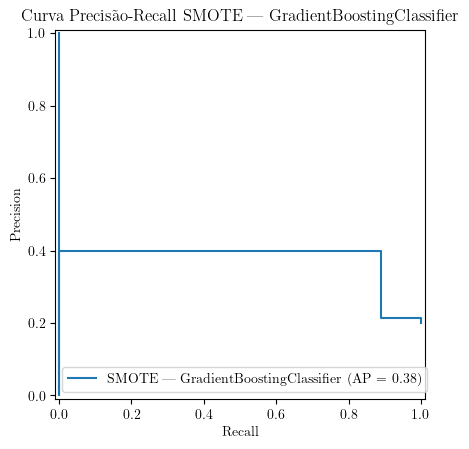 Curva Precisão-Recall SMOTE — GradientBoostingClassifier
1.0
0.8
0.6
0.4
0.2
0.0
Precision
SMOTE — GradientBoostingClassifier (AP = 0.38)
0.0 0.2 0.4 0.6 0.8 1.0
Recall